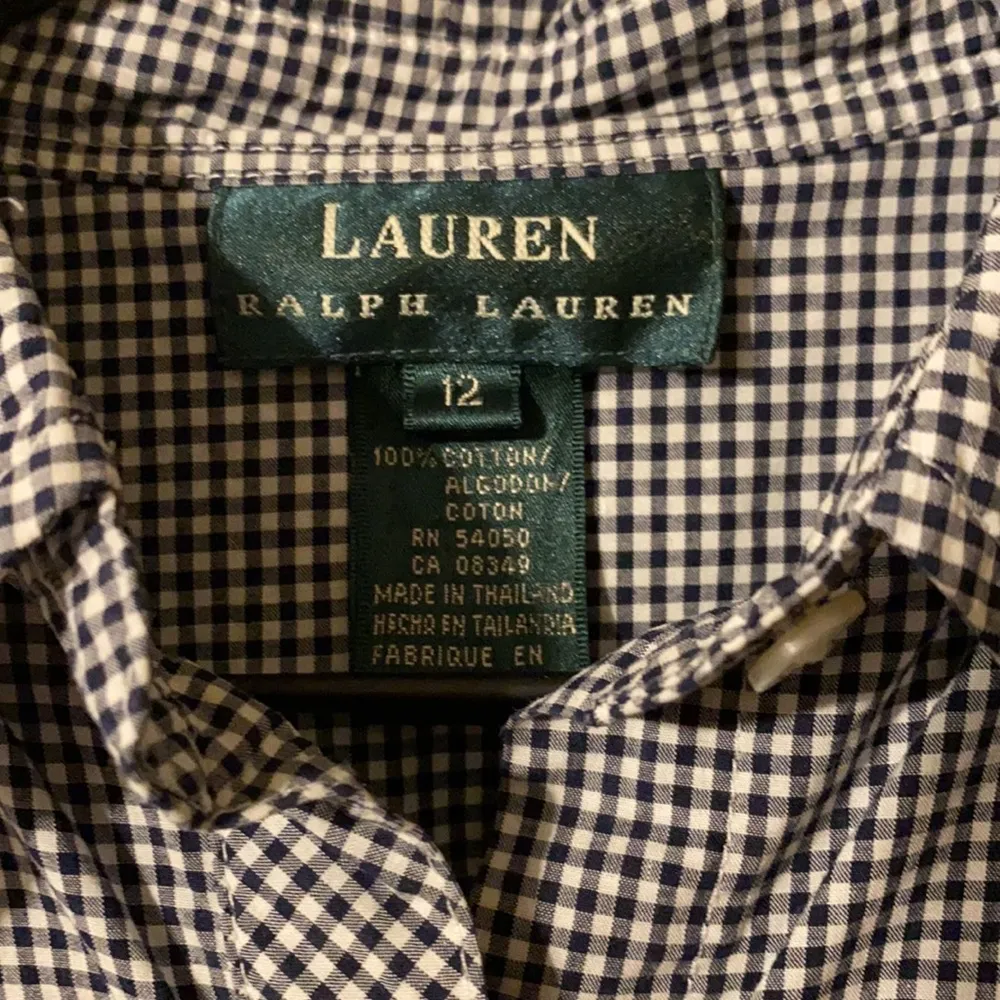 LAUREN
RALPH LAUREN
12
100% COTTON/
ALGODON/
COTON
RN 54050
CA 08349
MADE IN THAILAND
HECHO EN TAILANDIA
FABRIQUE EN